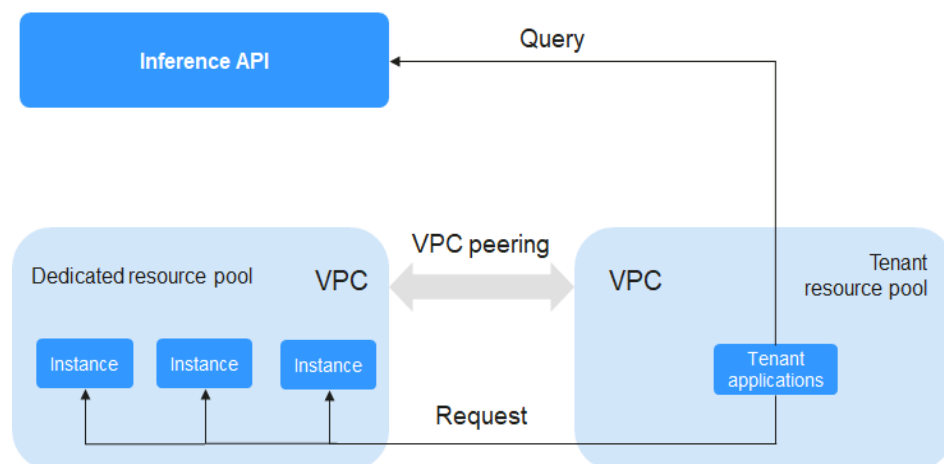 Query
Inference API
VPC peering
Dedicated resource pool
VPC
VPC
Tenant
resource pool
Instance
Instance
Instance
Tenant
applications
Request